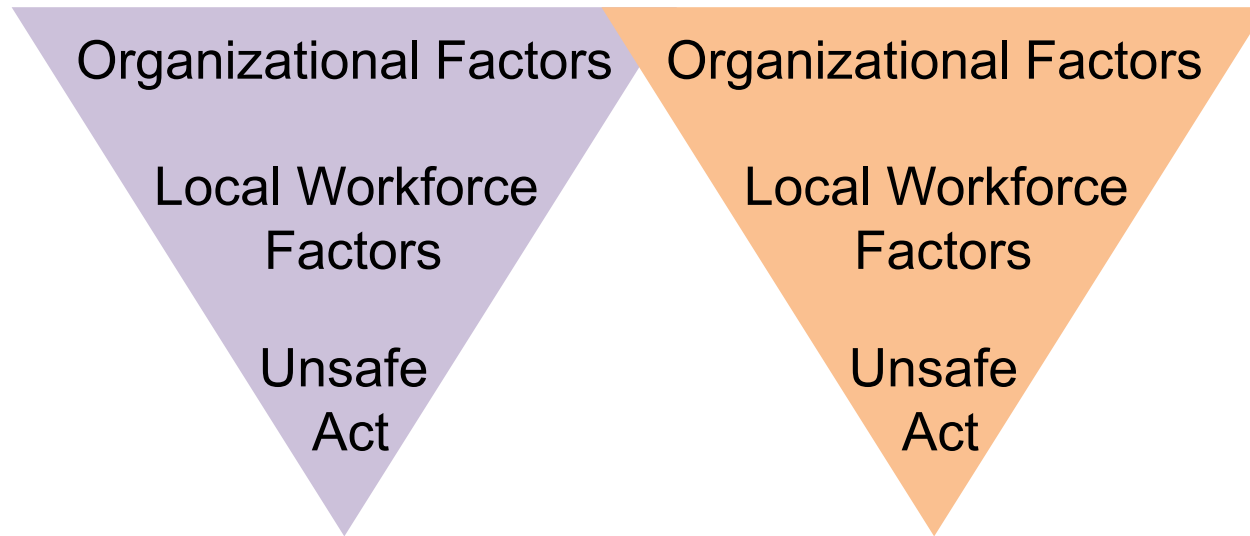 Organizational Factors
Local Workforce
Factors
Unsafe
Act
Organizational Factors
Local Workforce
Factors
Unsafe
Act